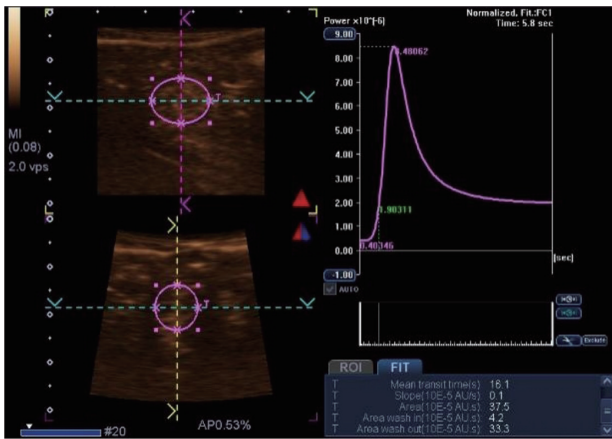 Normalized, Fit.:FC1
Power x10^[-6] Time: 5.8 sec
9.00
8.48062
8.00
7.00
6.00
5.00
4.00
3.00
2.00
1.90311
1.00
0.40346
0.00
[sec]
-1.00
AUTO
MI
(0.08)
2.0 vps
T
T
Exclude
ROI FIT
T Mean transit time(s): 16.1
T Slope(10E-5 AU/s): 0.1
T Area(10E-5 AU.s): 37.5
T Area wash in(10E-5 AU.s): 4.2
T Area wash out(10E-5 AU.s): 33.3
#20
AP0.53%